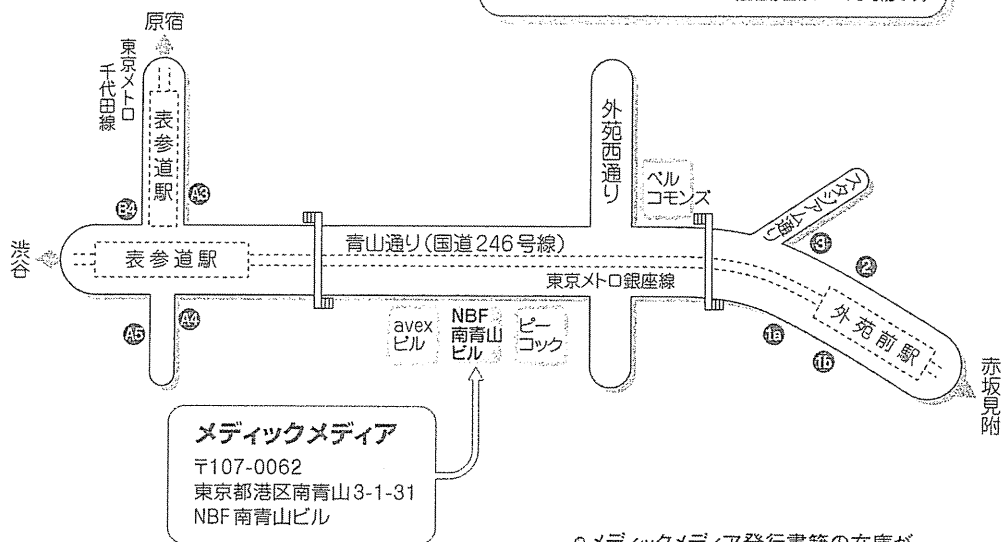 原宿
東京メトロ
千代田線
表参道駅
B4
A3
外苑西通り
ベル
コモンズ
スタジアム通り
渋谷
表参道駅
青山通り(国道246号線)
東京メトロ銀座線
3
2
外苑前駅
1a
1b
赤坂見附
A5
A4
avex
ビル
NBF
南青山
ビル
ピー
コック
メディックメディア
〒107-0062
東京都港区南青山3-1-31
NBF南青山ビル